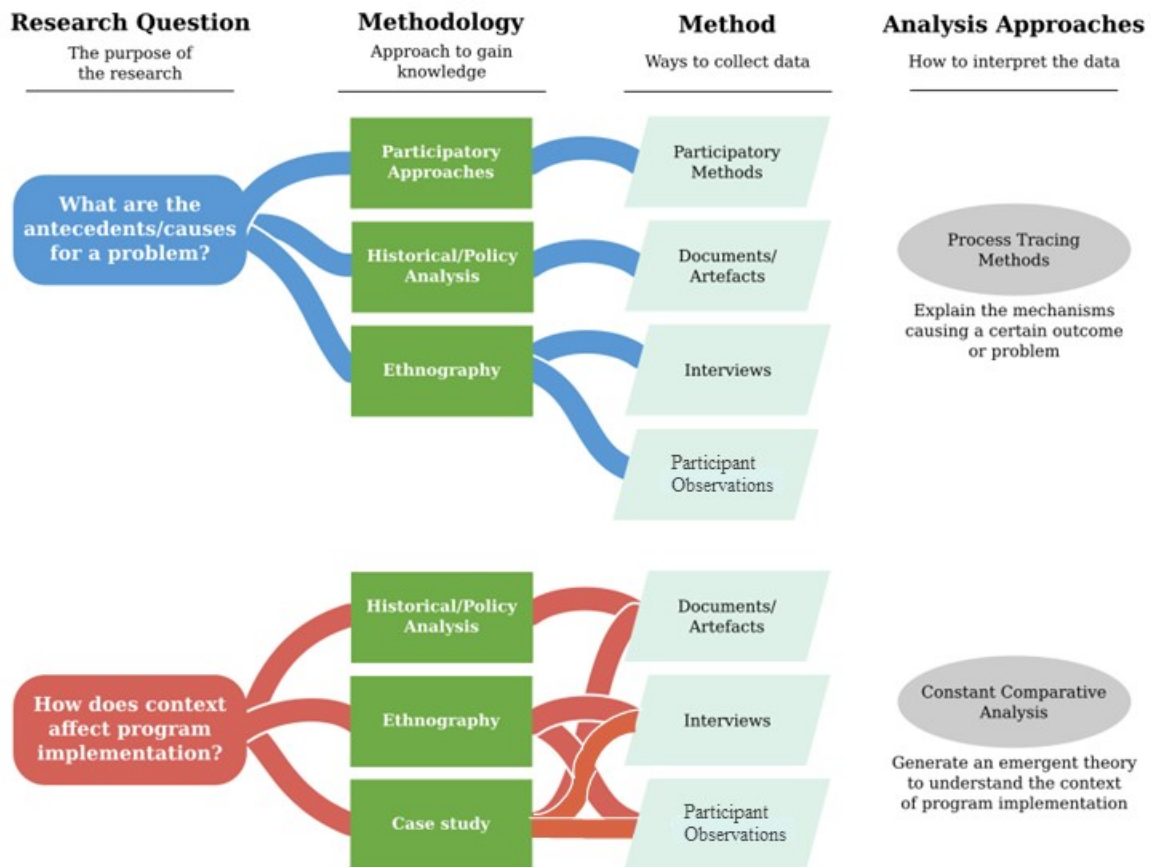 Research Question
The purpose of
the research
Methodology
Approach to gain
knowledge
Method
Ways to collect data
Analysis Approaches
How to interpret the data
What are the
antecedents/causes
for a problem?
Participatory
Approaches
Historical/Policy
Analysis
Ethnography
Participatory
Methods
Documents/
Artefacts
Interviews
Participant
Observations
Process Tracing
Methods
Explain the mechanisms
causing a certain outcome
or problem
How does context
affect program
implementation?
Historical/Policy
Analysis
Ethnography
Case study
Documents/
Artefacts
Interviews
Participant
Observations
Constant Comparative
Analysis
Generate an emergent theory
to understand the context
of program implementation